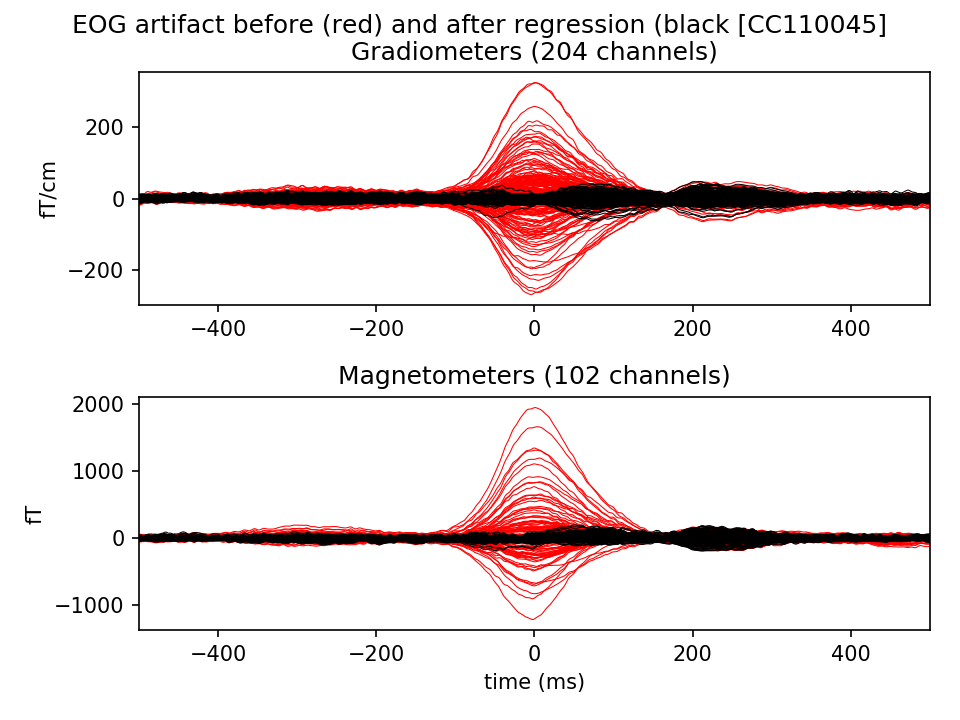 EOG artifact before (red) and after regression (black [CC110045]
Gradiometers (204 channels)
200
0
−200
fT/cm
−400
−200
0
200
400
Magnetometers (102 channels)
2000
1000
0
−1000
fT
−400
−200
0
200
400
time (ms)